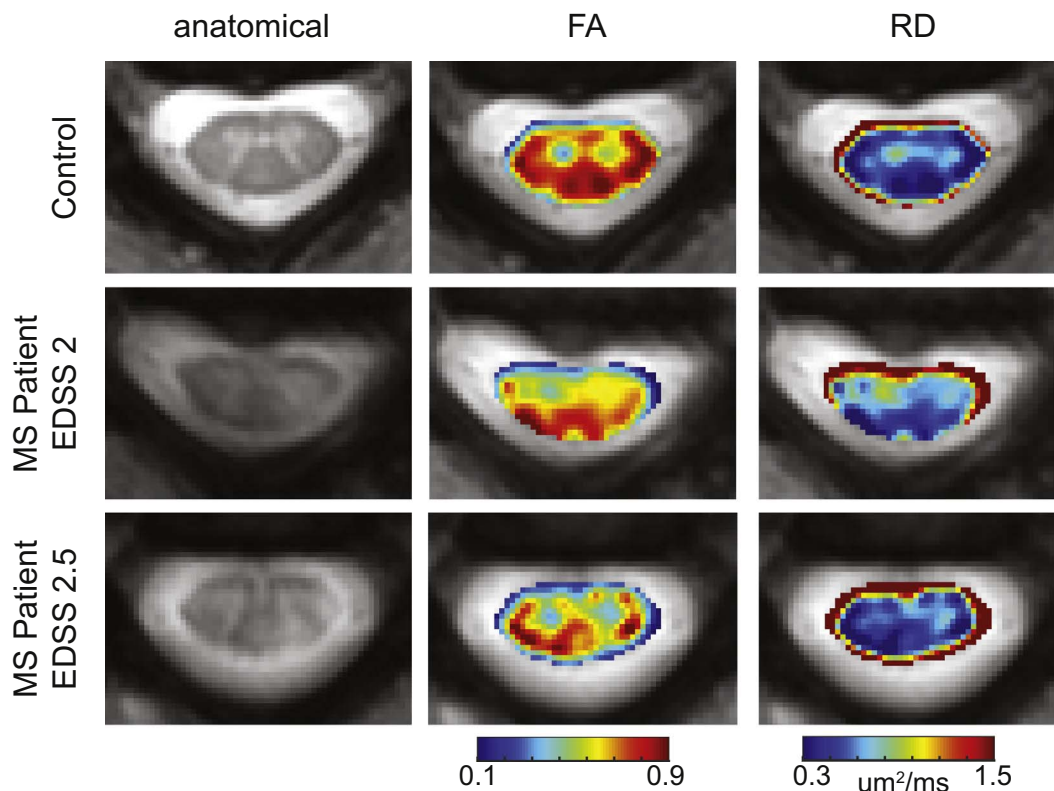 anatomical FA RD
Control
MS Patient
EDSS 2
MS Patient
EDSS 2.5
0.1 0.9 0.3 1.5
um²/ms